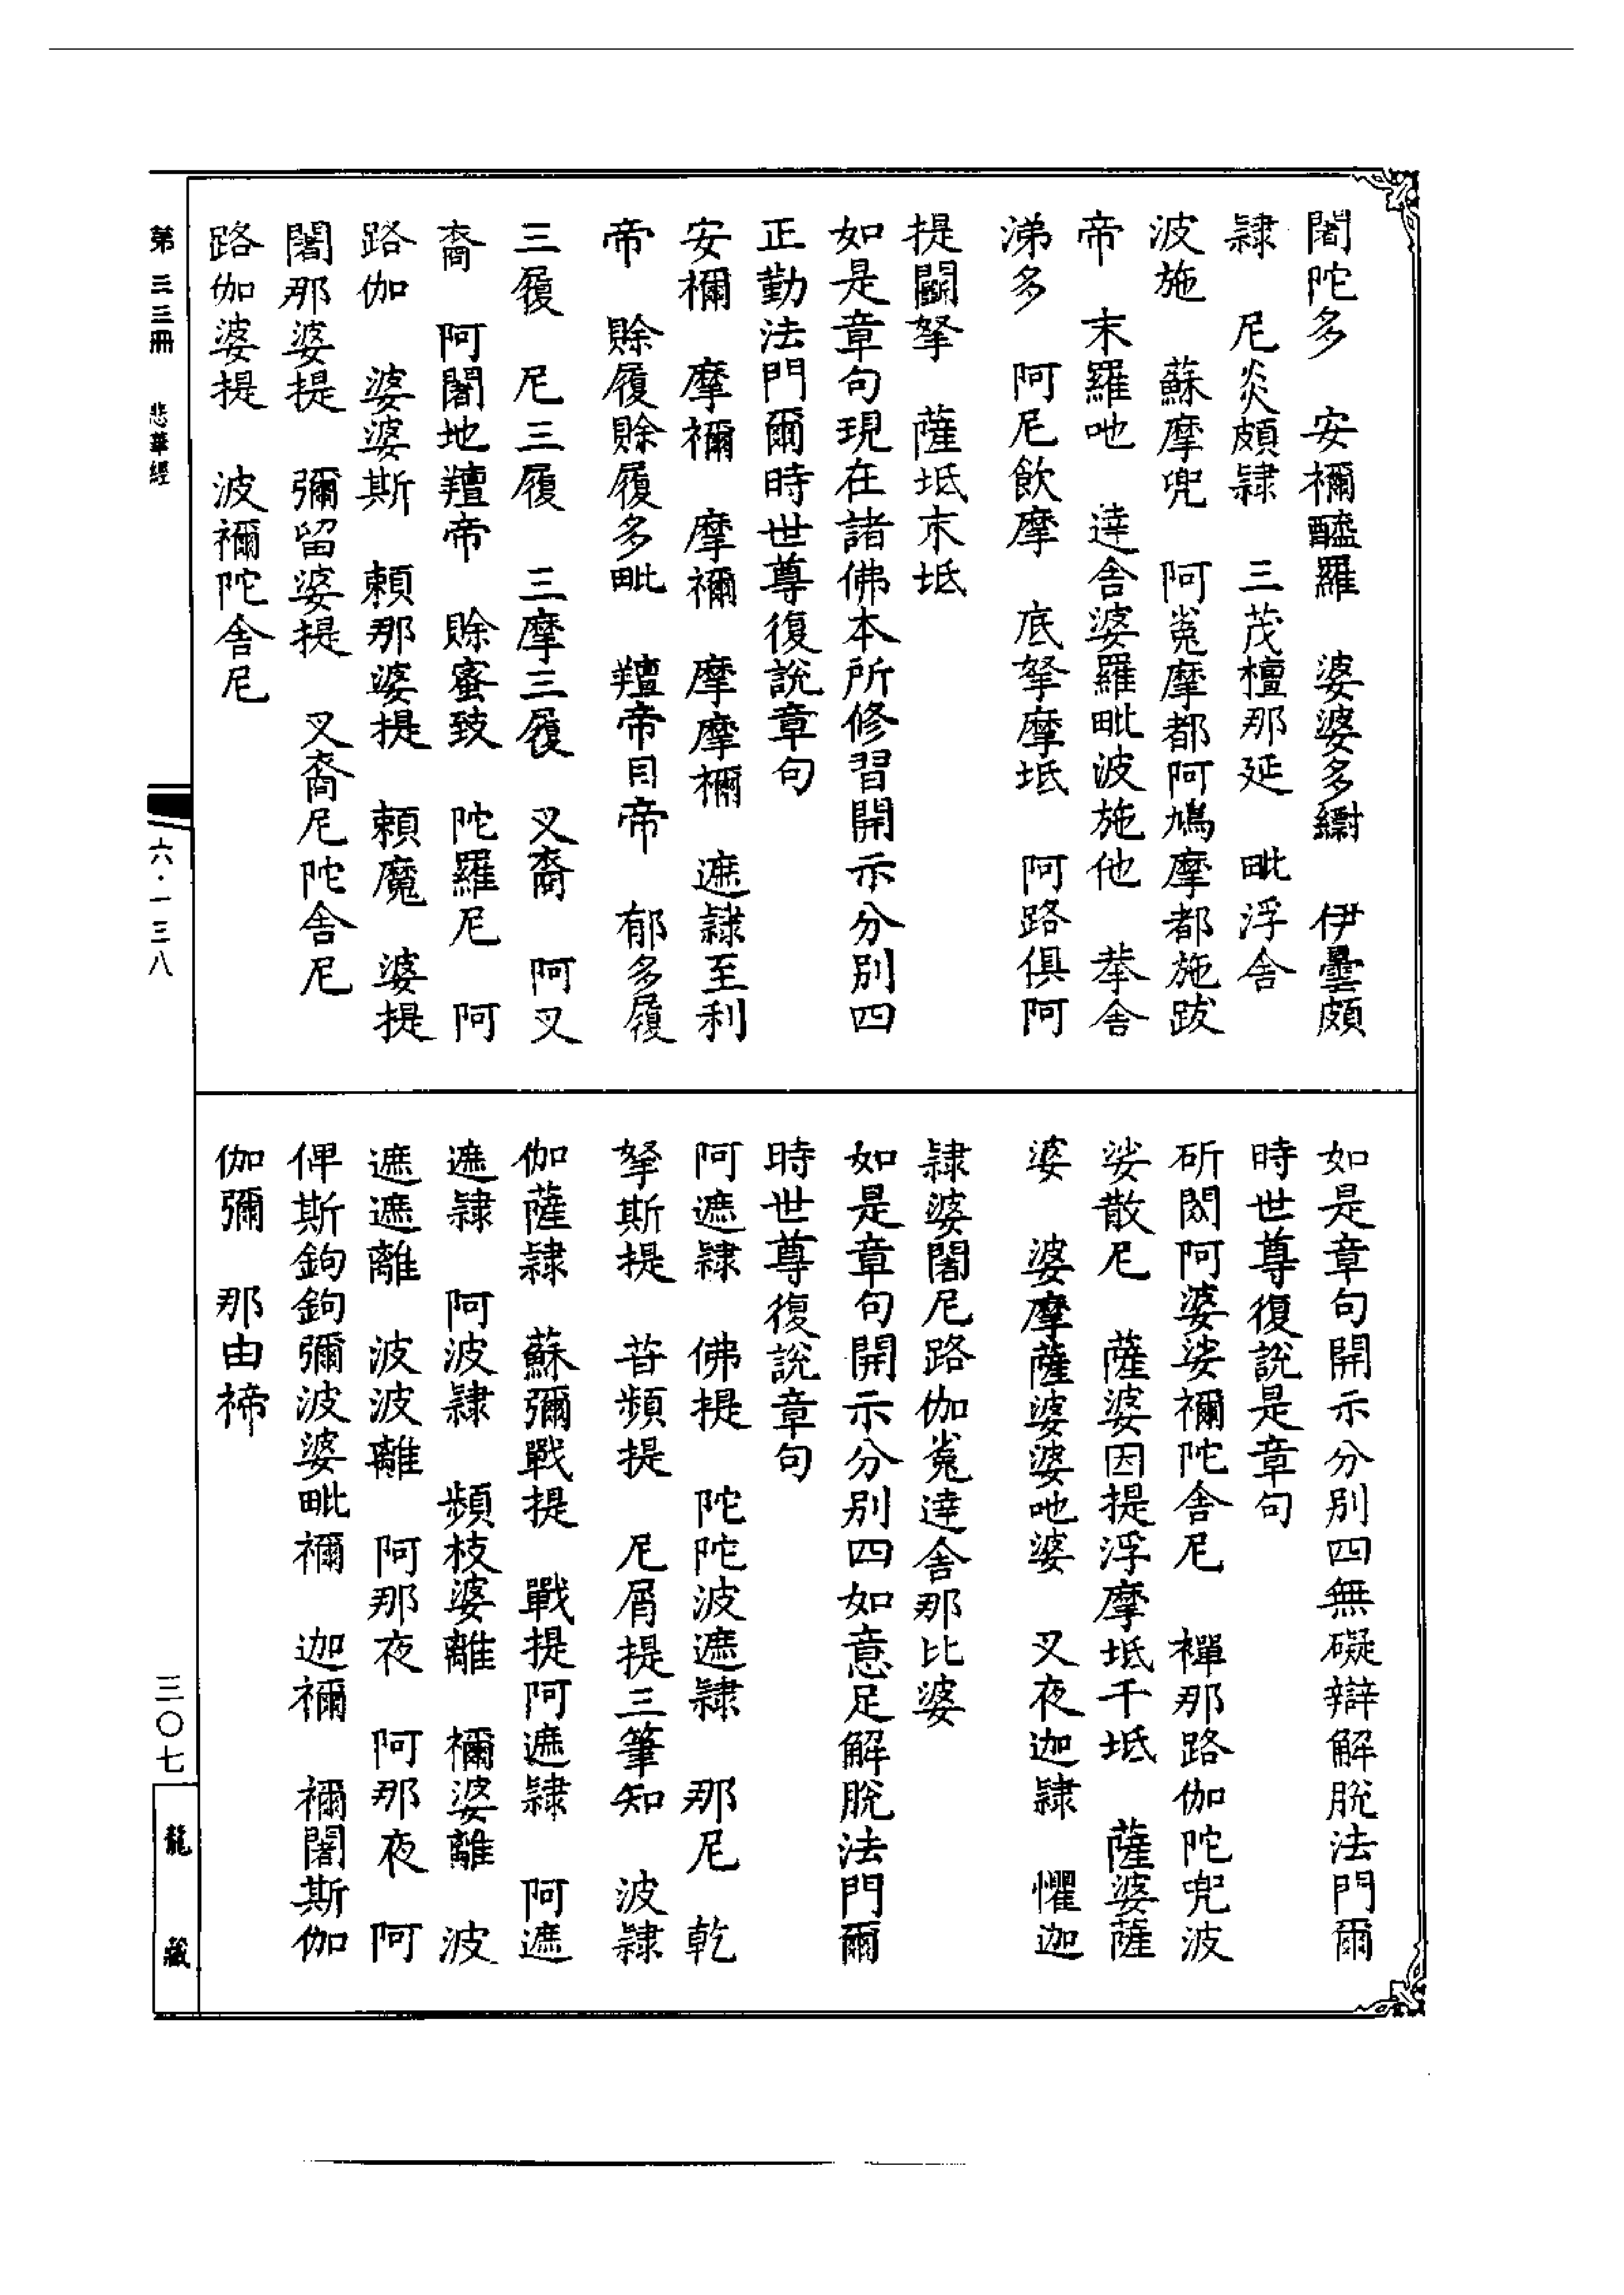 闍陀多　安禰醯羅　婆婆多繝　伊曇頗
隸　尼炎頗隸　三茂檀那延　毗浮舍
波施　蘇摩兜　阿㝹摩都阿鳩摩都施跋
帝　末羅吔　達舍婆羅毗波施他　舍
涕多　阿尼飲摩　底拏摩坻　阿路俱阿
提鬬拏　薩坻末坻
如是章句現在諸佛本所修習開示分別四
正勤法門爾時世尊復說章句
安禰　摩禰　摩禰　摩摩禰　遮隸至利
帝　賒履賒履多毗　羶帝目帝　郁多履
三履　尼三履　三摩三履　叉裔　阿叉
裔　阿闍地羶帝　賒蜜致　陀羅尼　阿
路伽　婆婆斯　賴那婆提　賴魔　婆提
闍那婆提　彌留婆提　叉裔尼陀舍尼
路伽婆提　波禰陀舍尼
如是章句開示分別四無礙辯解脫法門爾
時世尊復說是章句
斫閦阿婆娑禰陀舍尼　禪那路伽陀兜波
娑散尼　薩婆因提浮摩坻千坻　薩婆薩
婆　婆摩薩婆婆吔婆　叉夜迦隸　懼迦
隸婆闍尼路伽㝹達舍那比婆
如是章句開示分別四如意足解脫法門爾
時世尊復說章句
阿遮隸　佛提　陀陀波遮隸　那尼　乾
拏斯提　苷頻提　尼屑提三筆知　波隸
伽薩隸　蘇彌戰提　戰提阿遮隸　阿遮
遮隸　阿波隸　頻枝婆離　禰婆離　波
遮遮離　波波離　阿那夜　阿那夜　阿
俾斯鉤鉤彌波婆毗禰　迦禰　禰闍斯伽
伽彌　那由楴
第三三冊　悲華經
六・一三八
三〇七
龍藏